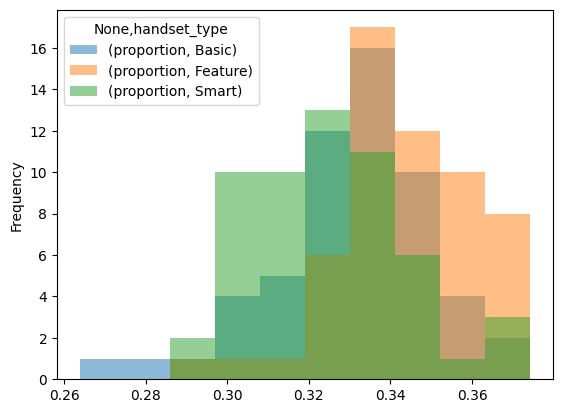 None,handset_type
(proportion, Basic)
(proportion, Feature)
(proportion, Smart)
Frequency
16
14
12
10
8
6
4
2
0
0.26 0.28 0.30 0.32 0.34 0.36